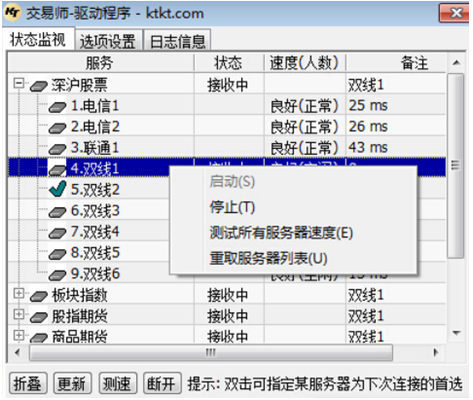 交易师-驱动程序 - ktkt.com
状态监视 选项设置 日志信息
服务 状态 速度(人数) 备注
深沪股票 接收中 双线1
1.电信1 良好(正常) 25 ms
2.电信2 良好(正常) 26 ms
3.联通1 良好(正常) 43 ms
4.双线1
启动(S)
5.双线2
停止(T)
6.双线3
7.双线4
测试所有服务器速度(E)
8.双线5
重取服务器列表(U)
9.双线6
板块指数 接收中 双线1
股指期货 接收中 双线1
商品期货 接收中 双线1
折叠 更新 测速 断开 提示: 双击可指定某服务器为下次连接的首选